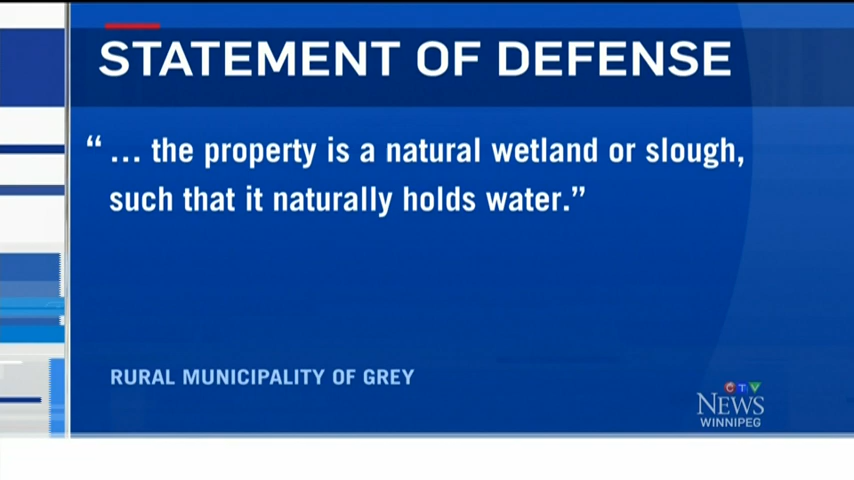 STATEMENT OF DEFENSE
“ ... the property is a natural wetland or slough,
such that it naturally holds water.”
RURAL MUNICIPALITY OF GREY
CTV
NEWS
WINNIPEG